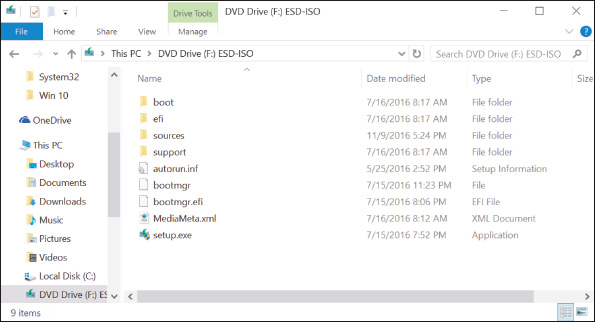 Drive Tools DVD Drive (F:) ESD-ISO
File Home Share View Manage
This PC DVD Drive (F:) ESD-ISO Search DVD Drive (F:) ESD-ISO
System32
Win 10
OneDrive
This PC
Desktop
Documents
Downloads
Music
Pictures
Videos
Local Disk (C:)
DVD Drive (F:) ES
Name Date modified Type Size
boot 7/16/2016 8:17 AM File folder
efi 7/16/2016 8:17 AM File folder
sources 11/9/2016 5:24 PM File folder
support 7/16/2016 8:17 AM File folder
autorun.inf 5/25/2016 2:52 PM Setup Information
bootmgr 7/15/2016 11:23 PM File
bootmgr.efi 7/15/2016 8:06 PM EFI File
MediaMeta.xml 7/16/2016 8:12 AM XML Document
setup.exe 7/15/2016 7:52 PM Application
9 items